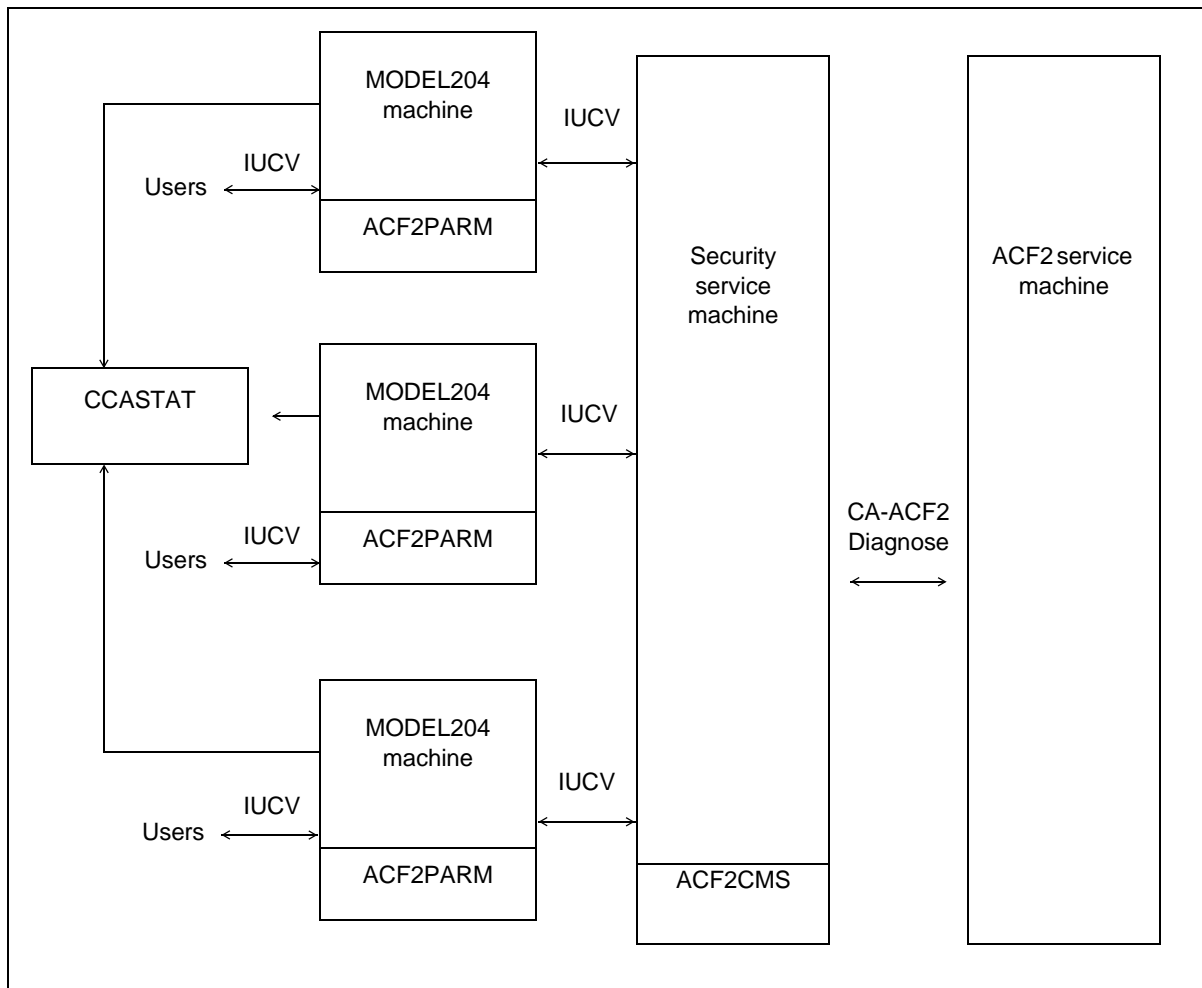 MODEL204
machine
IUCV
IUCV
Users
ACF2PARM
Security
service
machine
ACF2 service
machine
CCASTAT
MODEL204
machine
IUCV
IUCV
Users
ACF2PARM
CA-ACF2
Diagnose
MODEL204
machine
IUCV
IUCV
Users
ACF2PARM
ACF2CMS